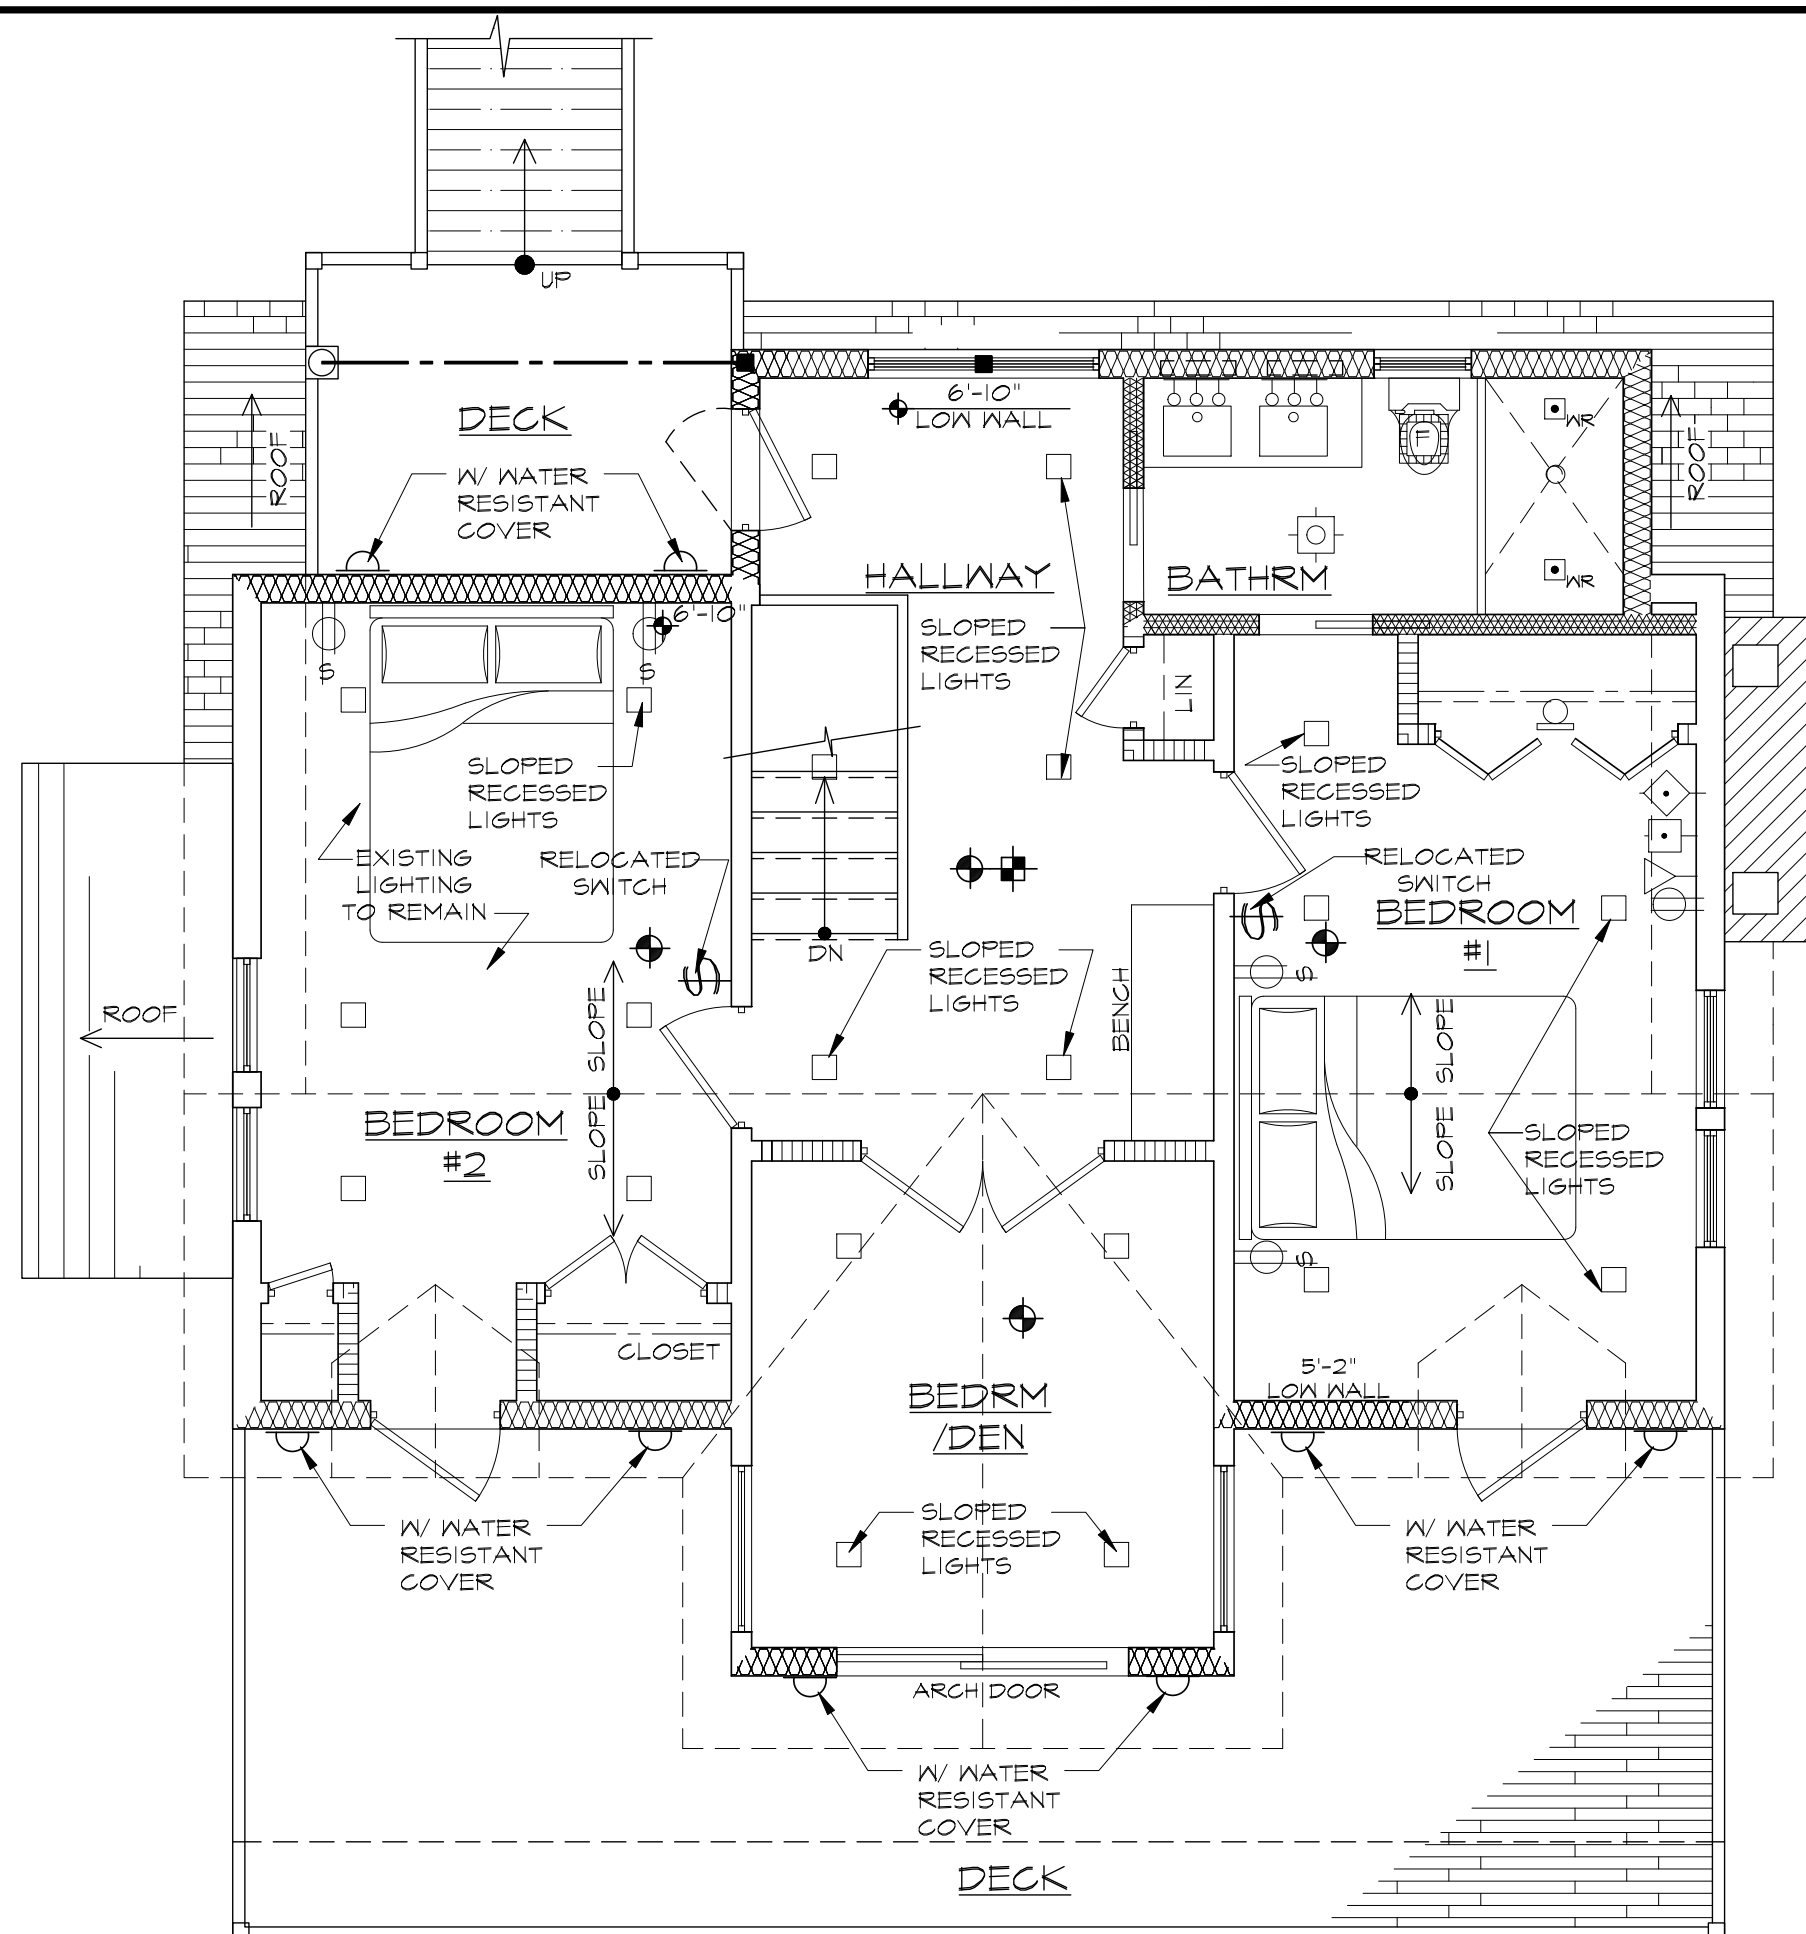 UP
DECK
W/ WATER
RESISTANT
COVER
ROOF
6'-10"
LOW WALL
F
WR
WR
ROOF
HALLWAY
BATHRM
6'-10"
S
S
SLOPED
RECESSED
LIGHTS
LIN
SLOPED
RECESSED
LIGHTS
SLOPED
RECESSED
LIGHTS
EXISTING
LIGHTING
TO REMAIN
RELOCATED
SWITCH
S
RELOCATED
SWITCH
S
BEDROOM
#1
DN
SLOPED
RECESSED
LIGHTS
BENCH
S
ROOF
SLOPE
SLOPE
SLOPE
SLOPE
BEDROOM
#2
SLOPED
RECESSED
LIGHTS
S
CLOSET
5'-2"
LOW WALL
BEDRM
/DEN
SLOPED
RECESSED
LIGHTS
W/ WATER
RESISTANT
COVER
W/ WATER
RESISTANT
COVER
ARCH DOOR
W/ WATER
RESISTANT
COVER
DECK